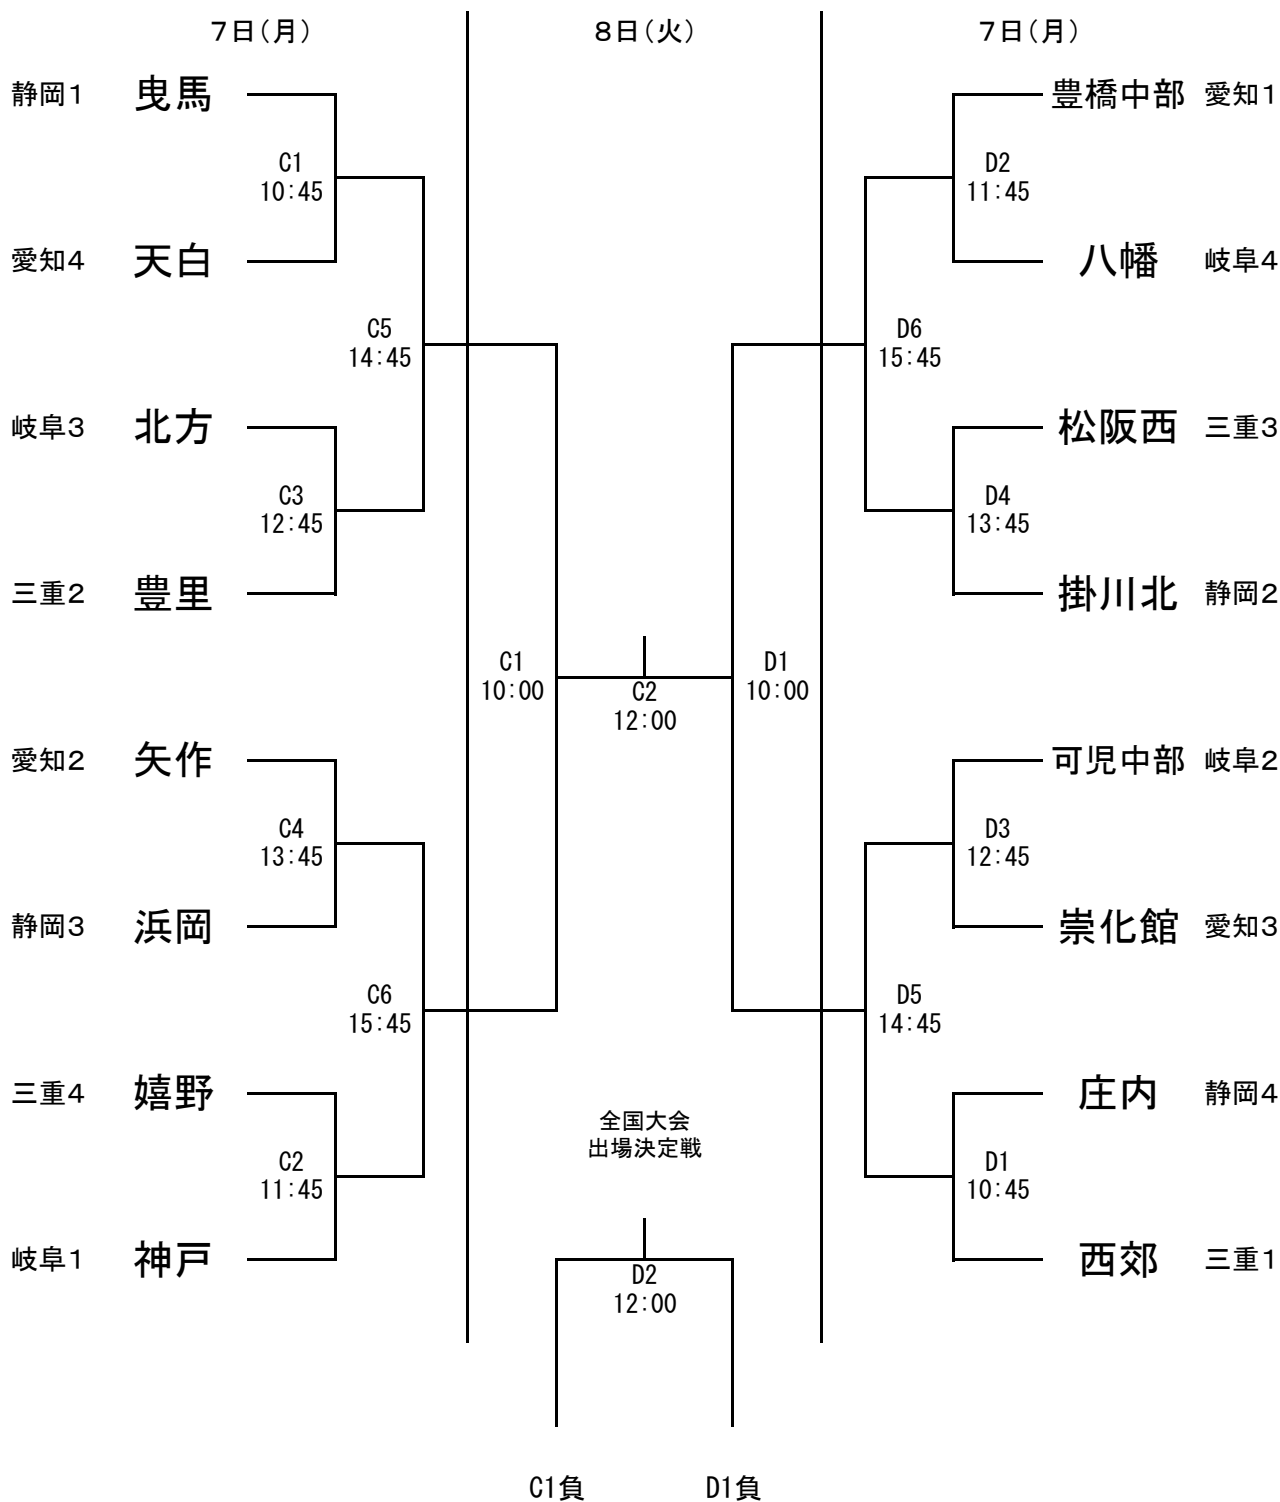 7日(月)
8日(火)
7日(月)
静岡1 曳馬
豊橋中部 愛知1
C1
10:45
D2
11:45
愛知4 天白
八幡 岐阜4
C5
14:45
D6
15:45
岐阜3 北方
松阪西 三重3
C3
12:45
D4
13:45
三重2 豊里
掛川北 静岡2
C1
10:00
C2
12:00
D1
10:00
愛知2 矢作
可児中部 岐阜2
C4
13:45
D3
12:45
静岡3 浜岡
崇化館 愛知3
C6
15:45
D5
14:45
三重4 嬉野
庄内 静岡4
全国大会
出場決定戦
C2
11:45
D1
10:45
岐阜1 神戸
西郊 三重1
D2
12:00
C1負
D1負